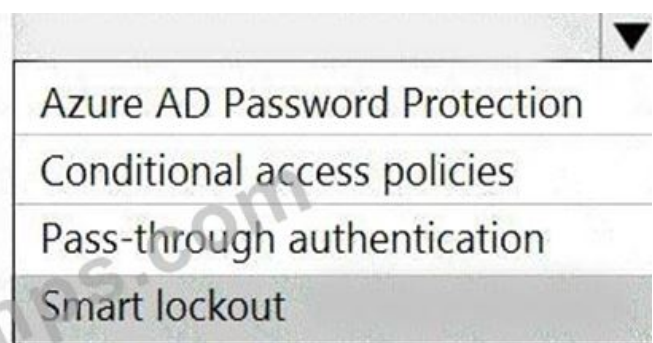 Azure AD Password Protection
Conditional access policies
Pass-through authentication
Smart lockout